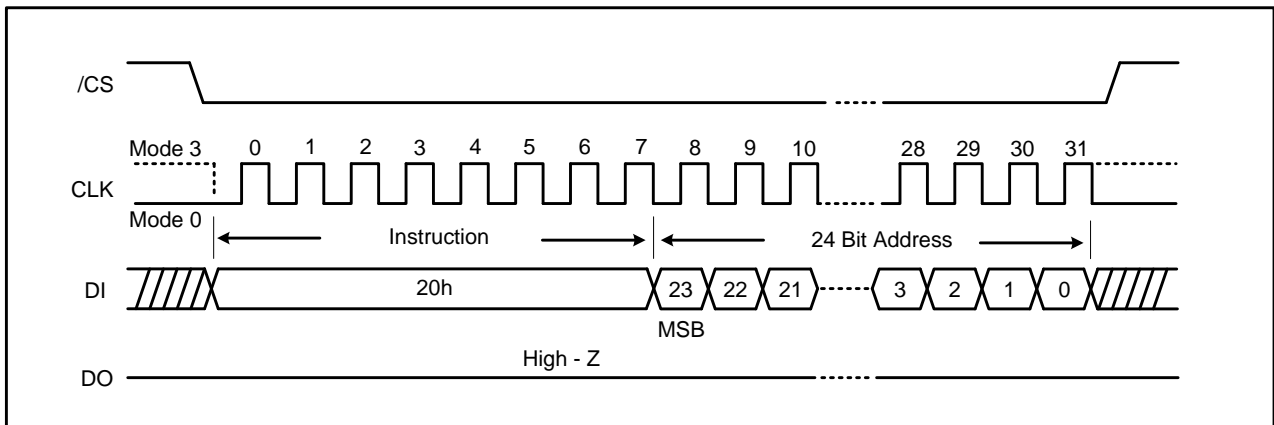 /CS
Mode 3 0 1 2 3 4 5 6 7 8 9 10 28 29 30 31
CLK
Mode 0
Instruction 24 Bit Address
DI 20h 23 22 21 3 2 1 0
MSB
High - Z
DO